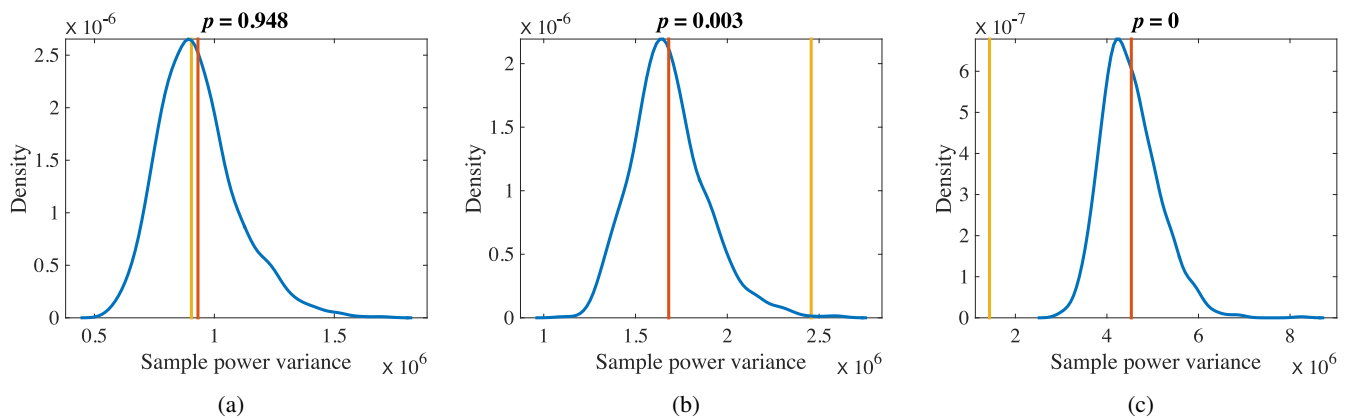 × 10-6
p = 0.948
2.5
2
1.5
1
0.5
0
Density
0.5
1
1.5
Sample power variance
× 10^6
(a)
× 10-6
p = 0.003
2
1.5
1
0.5
0
Density
1
1.5
2
2.5
Sample power variance
× 10^6
(b)
× 10-7
p = 0
6
5
4
3
2
1
0
Density
2
4
6
8
Sample power variance
× 10^6
(c)